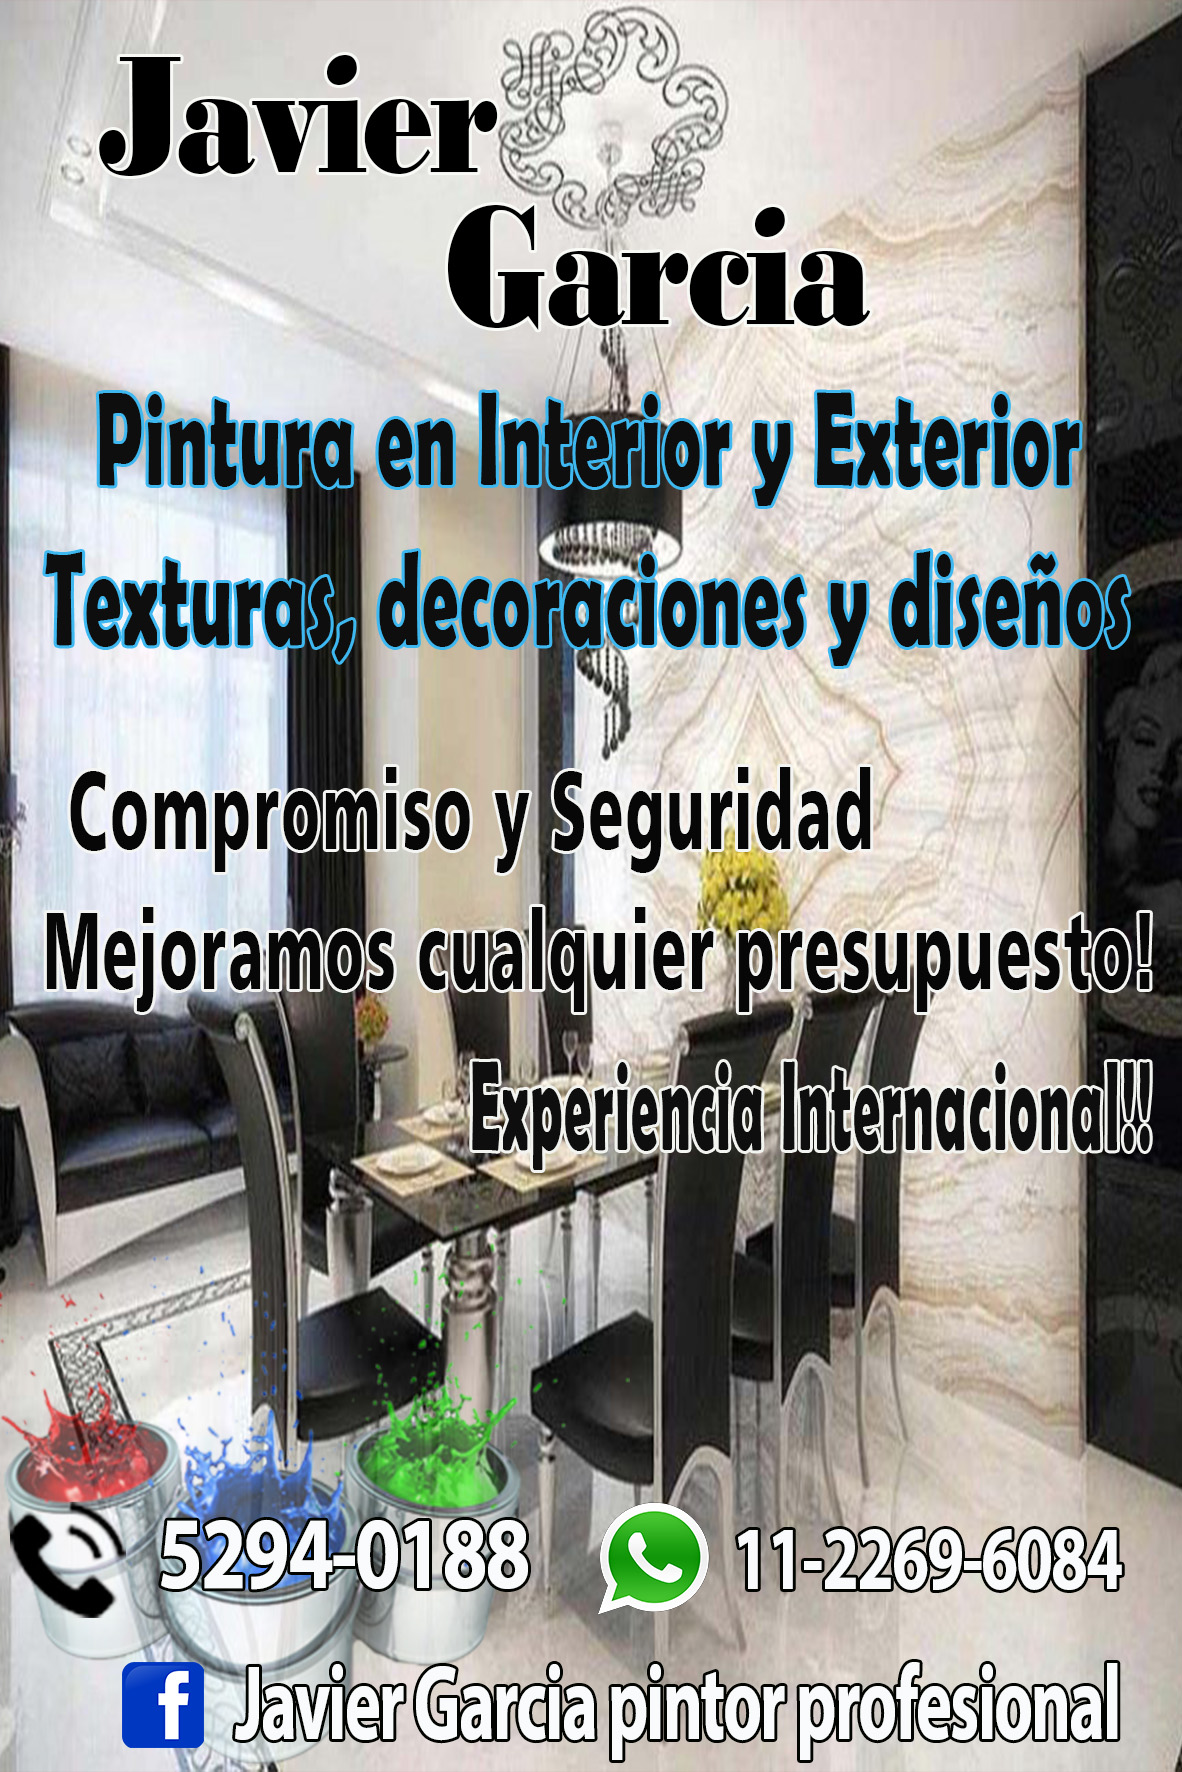 Javier
Garcia
Pintura en Interior y Exterior
Texturas, decoraciones y diseños
Compromiso y Seguridad
Mejoramos cualquier presupuesto!
Experiencia Internacional!!
5294-0188
11-2269-6084
f Javier Garcia pintor profesional